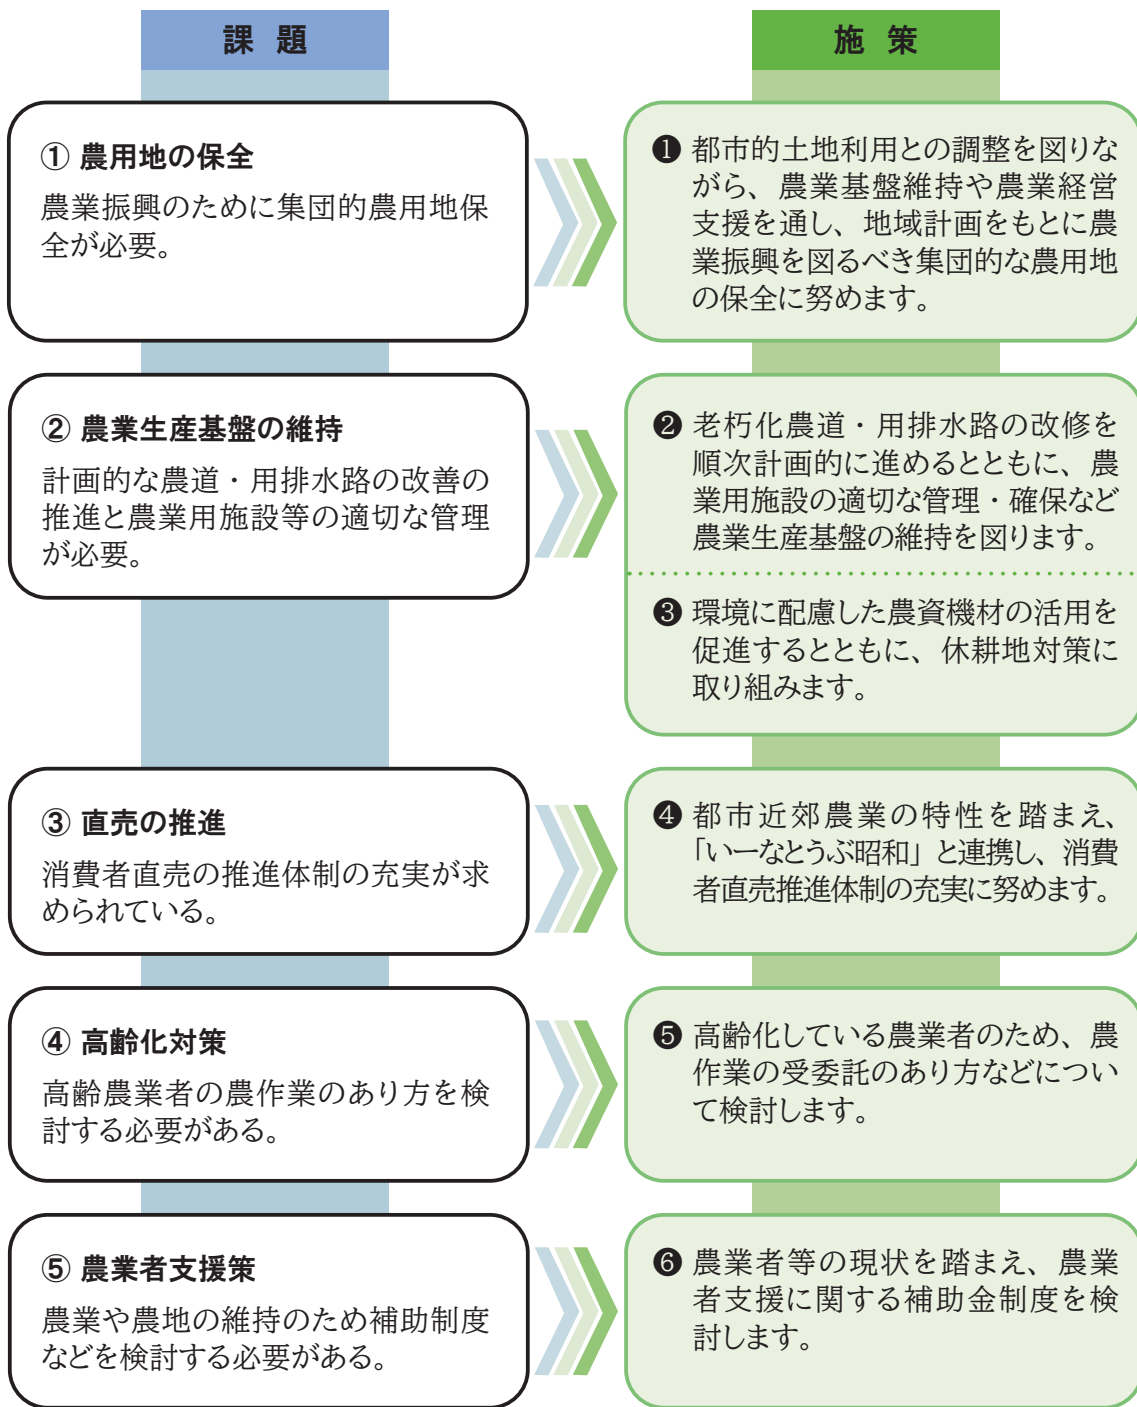 課題
施策
① 農用地の保全
農業振興のために集団的農用地保
全が必要。
❶ 都市的土地利用との調整を図りな
がら、農業基盤維持や農業経営
支援を通し、地域計画をもとに農
業振興を図るべき集団的な農用地
の保全に努めます。
② 農業生産基盤の維持
計画的な農道・用排水路の改善の
推進と農業用施設等の適切な管理
が必要。
❷ 老朽化農道・用排水路の改修を
順次計画的に進めるとともに、農
業用施設の適切な管理・確保など
農業生産基盤の維持を図ります。
❸ 環境に配慮した農資機材の活用を
促進するとともに、休耕地対策に
取り組みます。
③ 直売の推進
消費者直売の推進体制の充実が求
められている。
❹ 都市近郊農業の特性を踏まえ、
「いーなとうぶ昭和」と連携し、消費
者直売推進体制の充実に努めます。
④ 高齢化対策
高齢農業者の農作業のあり方を検
討する必要がある。
❺ 高齢化している農業者のため、農
作業の受委託のあり方などについ
て検討します。
⑤ 農業者支援策
農業や農地の維持のため補助制度
などを検討する必要がある。
❻ 農業者等の現状を踏まえ、農業
者支援に関する補助金制度を検
討します。